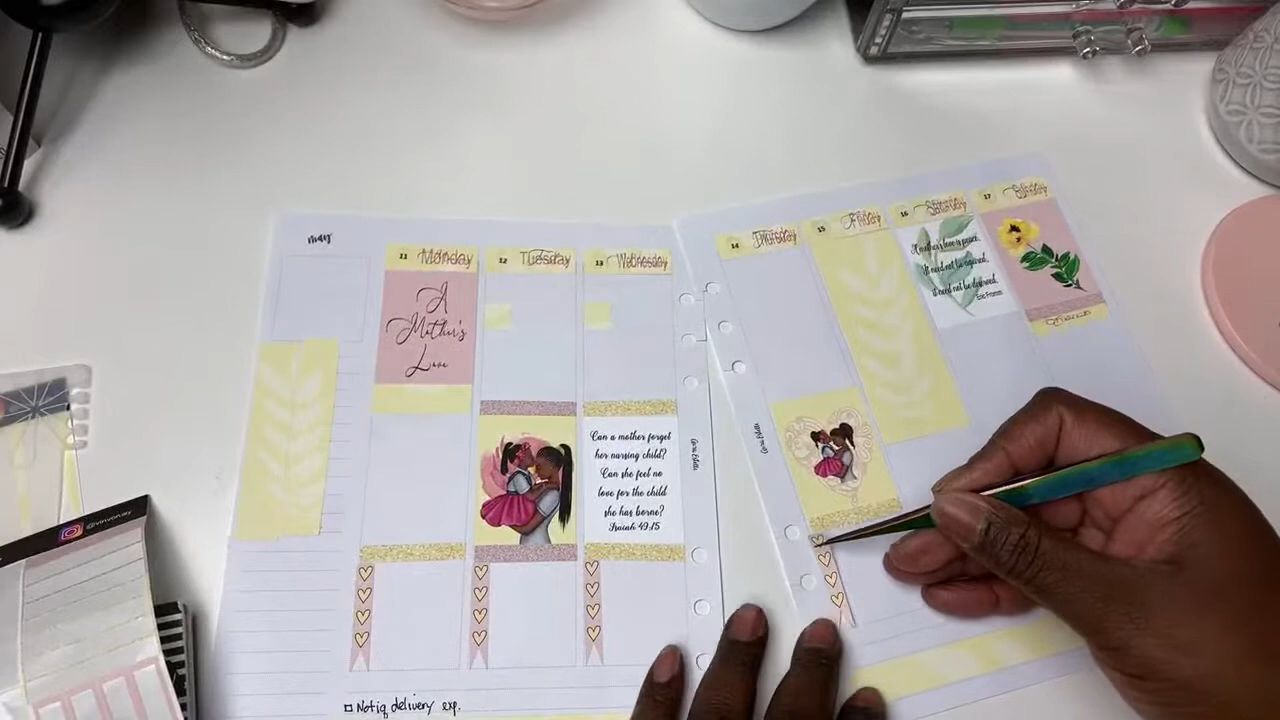 may
11 Monday
A
Mother's
Love
12 Tuesday
13 Wednesday
Can a mother forget
her nursing child?
Can she feel no
love for the child
she has borne?
Isaiah 49:15
Notiq delivery exp.
14 Thursday
15 Friday
16 Saturday
A mother's love is peace.
It need not be acquired,
it need not be deserved.
Eric Fromm
17 Sunday